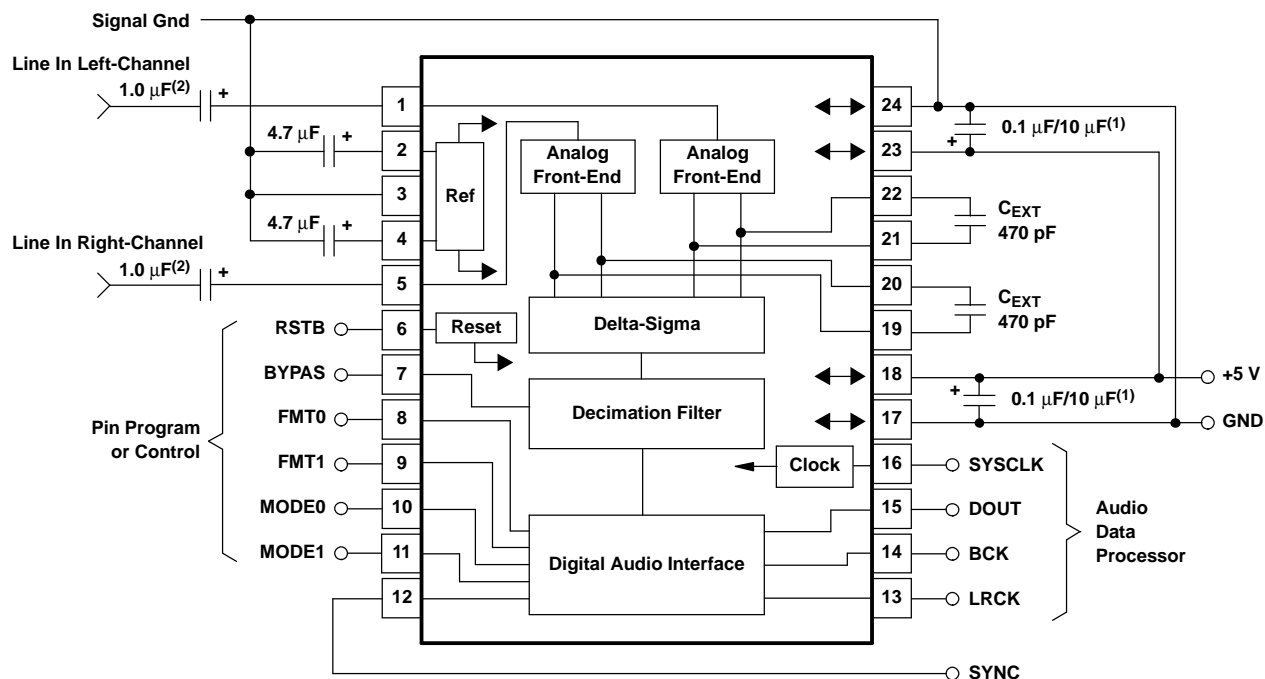 Signal Gnd
Line In Left-Channel
1.0 μF(2)
+
4.7 μF
+
4.7 μF
+
Line In Right-Channel
1.0 μF(2)
+
Pin Program
or Control
RSTB
BYPAS
FMT0
FMT1
MODE0
MODE1
1
2
3
4
5
6
7
8
9
10
11
12
Ref
Reset
Analog
Front-End
Analog
Front-End
Delta-Sigma
Decimation Filter
Clock
Digital Audio Interface
24
23
22
21
20
19
18
17
16
15
14
13
0.1 μF/10 μF(1)
+
CEXT
470 pF
CEXT
470 pF
+
0.1 μF/10 μF(1)
+5 V
GND
SYSCLK
DOUT
BCK
LRCK
Audio
Data
Processor
SYNC